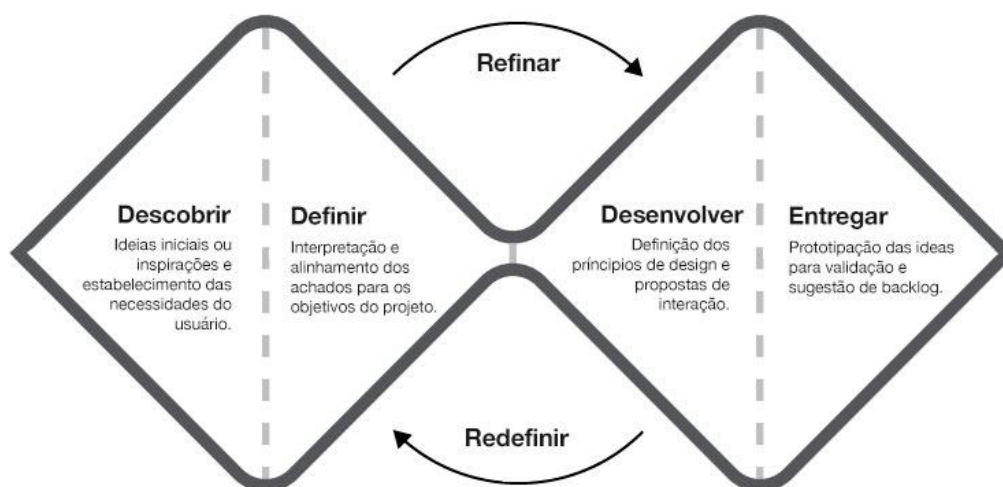 Refinar
Descobrir
Ideias iniciais ou
inspirações e
estabelecimento das
necessidades do
usuário.
Definir
Interpretação e
alinhamento dos
achados para os
objetivos do projeto.
Desenvolver
Definição dos
príncipios de design e
propostas de
interação.
Entregar
Prototipação das ideias
para validação e
sugestão de backlog.
Redefinir